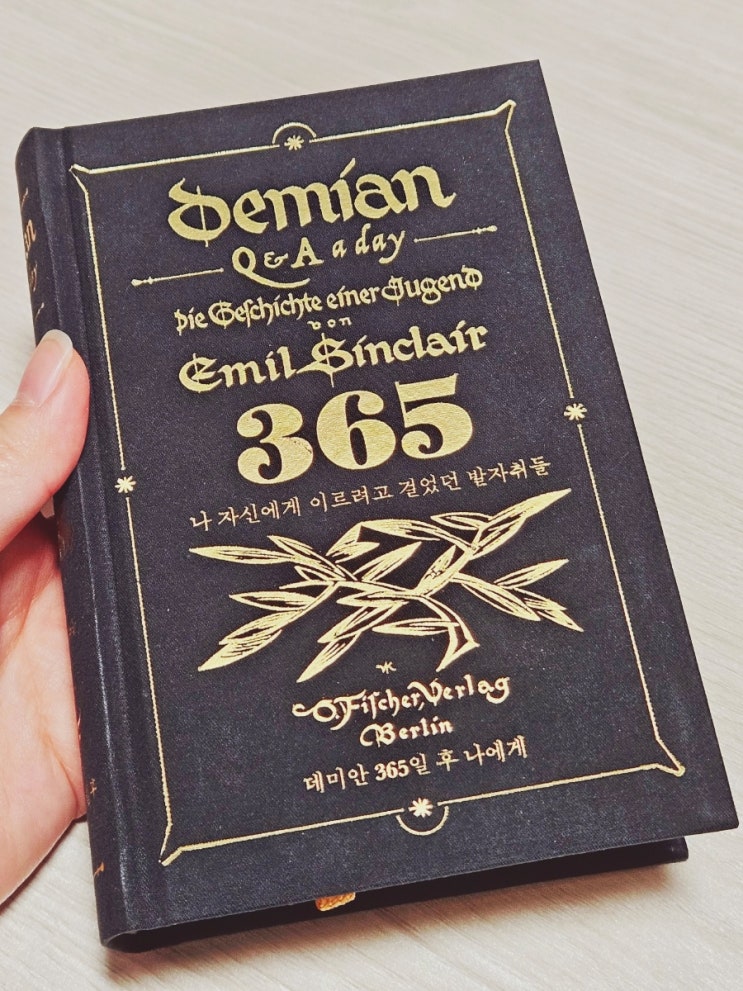 Demian
Q & A a day
Die Geschichte einer Jugend
von
Emil Sinclair
365
나 자신에게 이르려고 걸었던 발자취들
S. Fischer, Verlag
Berlin
데미안 365일 후 나에게